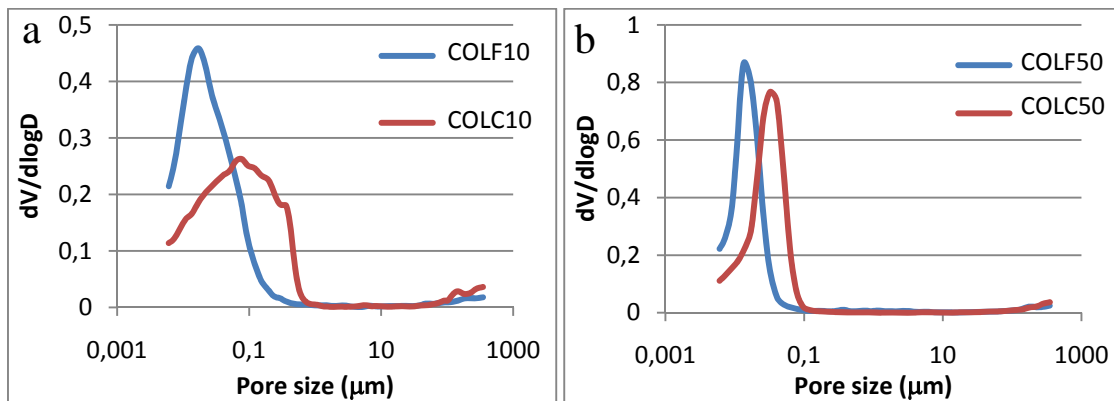 a
0,5
0,4
0,3
0,2
0,1
0
dV/dlogD
COLF10
COLC10
0,001
0,1
10
1000
Pore size (μm)
b
1
0,8
0,6
0,4
0,2
0
dV/dlogD
COLF50
COLC50
0,001
0,1
10
1000
Pore size (μm)